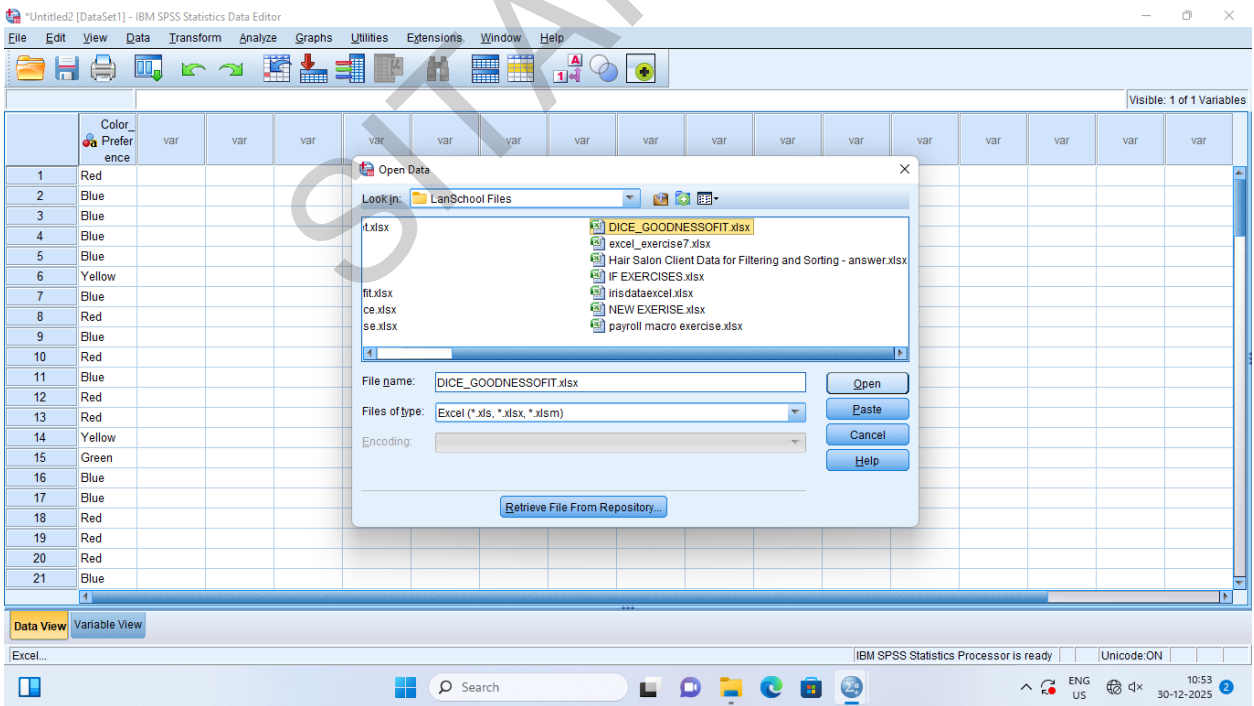 *Untitled2 [DataSet1] - IBM SPSS Statistics Data Editor
File Edit View Data Transform Analyze Graphs Utilities Extensions Window Help
Visible: 1 of 1 Variables
Color_
Prefer
ence
var var var var var var var var var var var var var var var var
1 Red
2 Blue
3 Blue
4 Blue
5 Blue
6 Yellow
7 Blue
8 Red
9 Blue
10 Red
11 Blue
12 Red
13 Red
14 Yellow
15 Green
16 Blue
17 Blue
18 Red
19 Red
20 Red
21 Blue
Open Data
Look in: LanSchool Files
t.xlsx
fit.xlsx
ce.xlsx
se.xlsx
DICE_GOODNESSOFIT.xlsx
excel_exercise7.xlsx
Hair Salon Client Data for Filtering and Sorting - answer.xlsx
IF EXERCISES.xlsx
irisdataexcel.xlsx
NEW EXERISE.xlsx
payroll macro exercise.xlsx
File name: DICE_GOODNESSOFIT.xlsx
Open
Files of type: Excel (*.xls, *.xlsx, *.xlsm)
Paste
Encoding:
Cancel
Help
Retrieve File From Repository...
Data View Variable View
Excel...
IBM SPSS Statistics Processor is ready
Unicode:ON
Search
ENG
US
10:53
30-12-2025
2
SITA